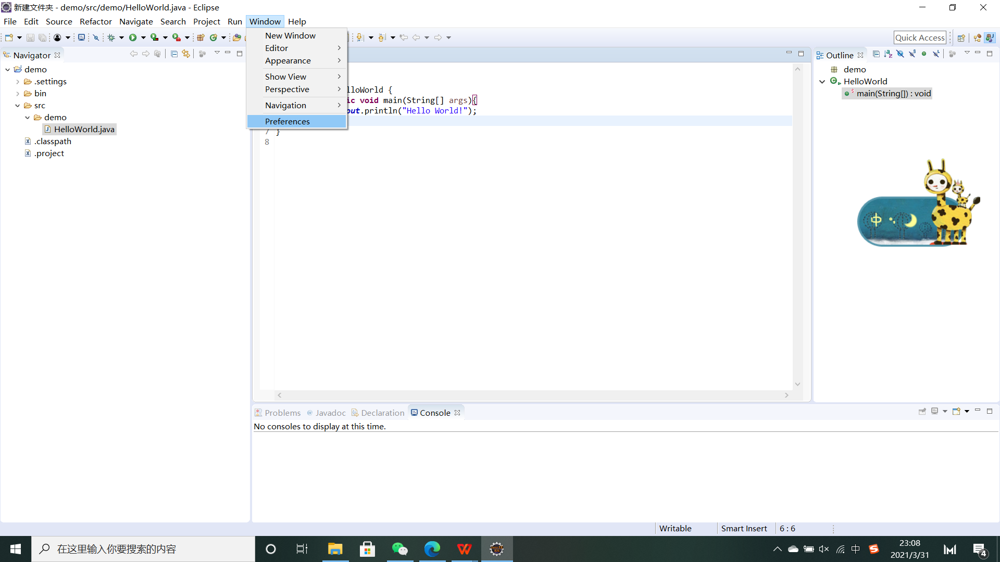 新建文件夹 - demo/src/demo/HelloWorld.java - Eclipse
File Edit Source Refactor Navigate Search Project Run Window Help
Quick Access
New Window
Editor
Appearance
Show View
Perspective
Navigation
Preferences
Navigator
demo
.settings
bin
src
demo
HelloWorld.java
.classpath
.project
lloWorld {
ic void main(String[] args){
out.println("Hello World!");
7 }
8
Outline
demo
HelloWorld
main(String[]) : void
中
Problems Javadoc Declaration Console
No consoles to display at this time.
Writable Smart Insert 6 : 6
在这里输入你要搜索的内容
中
23:08
2021/3/31
4